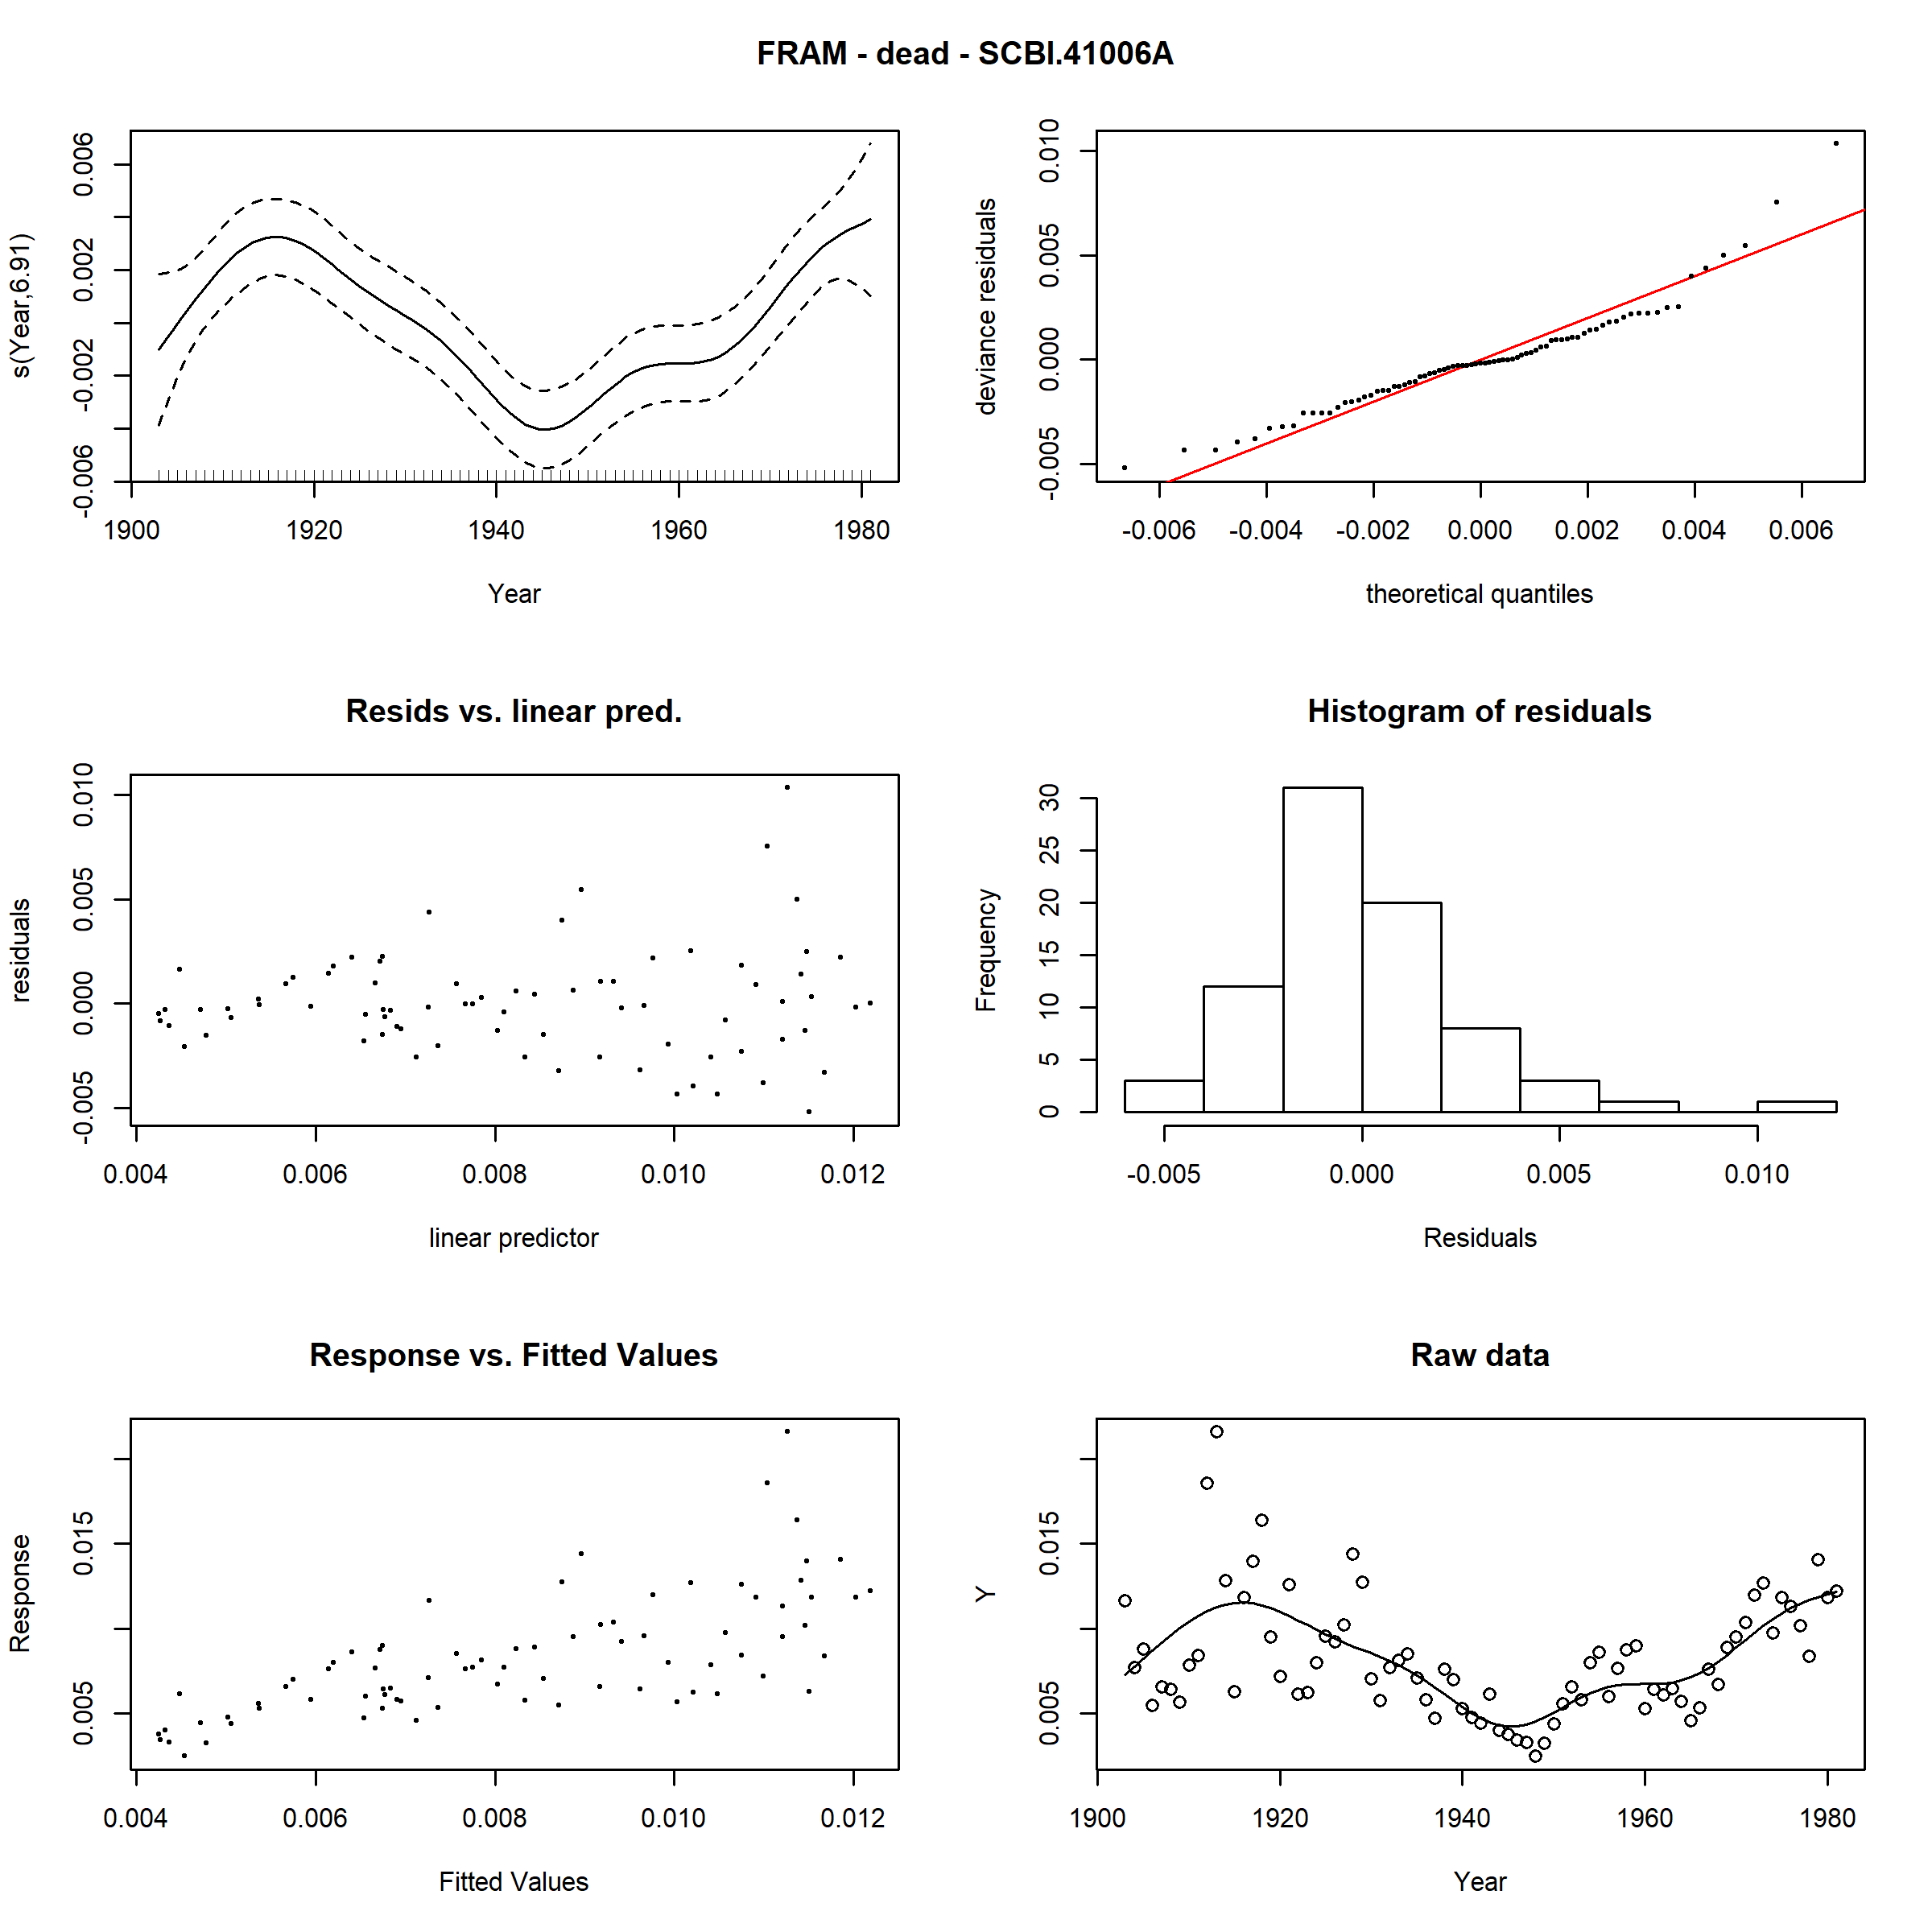 FRAM - dead - SCBI.41006A
s(Year,6.91)
-0.006 -0.002 0.002 0.006
1900 1920 1940 1960 1980
Year
deviance residuals
-0.005 0.000 0.005 0.010
-0.006 -0.004 -0.002 0.000 0.002 0.004 0.006
theoretical quantiles
Resids vs. linear pred.
residuals
-0.005 0.000 0.005 0.010
0.004 0.006 0.008 0.010 0.012
linear predictor
Histogram of residuals
Frequency
0 5 10 15 20 25 30
-0.005 0.000 0.005 0.010
Residuals
Response vs. Fitted Values
Response
0.005 0.015
0.004 0.006 0.008 0.010 0.012
Fitted Values
Raw data
Y
0.005 0.015
1900 1920 1940 1960 1980
Year